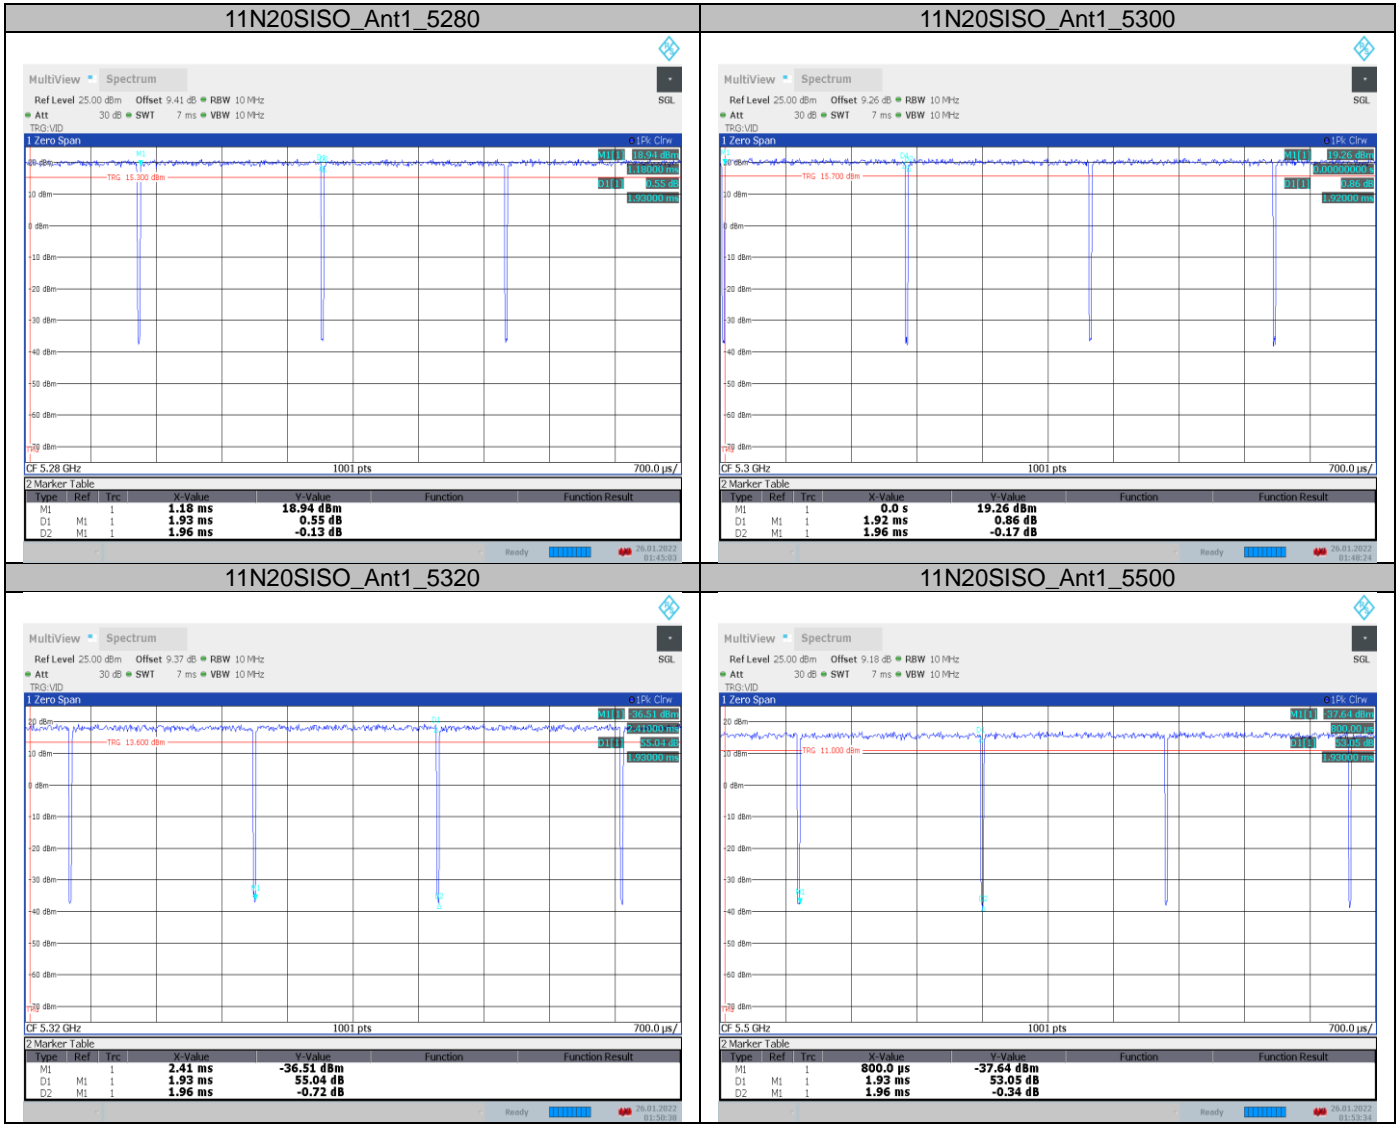 11N20SISO_Ant1_5280
MultiView Spectrum
Ref Level 25.00 dBm Offset 9.41 dB RBW 10 MHz
SGL
Att 30 dB SWT 7 ms VBW 10 MHz
TRG:VID
1 Zero Span
1Pk Clrw
M1
M1[1] 18.94 dBm
1.18000 ms
D1[1] 0.55 dB
1.93000 ms
20 dBm
TRG 15.300 dBm
10 dBm
0 dBm
-10 dBm
-20 dBm
-30 dBm
-40 dBm
-50 dBm
-60 dBm
-70 dBm
CF 5.28 GHz 1001 pts 700.0 µs/
2 Marker Table
Type Ref Trc X-Value Y-Value Function Function Result
M1 1 1.18 ms 18.94 dBm
D1 M1 1 1.93 ms 0.55 dB
D2 M1 1 1.96 ms -0.13 dB
Ready 26.01.2022
01:45:03
11N20SISO_Ant1_5300
MultiView Spectrum
Ref Level 25.00 dBm Offset 9.26 dB RBW 10 MHz
SGL
Att 30 dB SWT 7 ms VBW 10 MHz
TRG:VID
1 Zero Span
1Pk Clrw
M1[1] 19.26 dBm
0.00000000 s
D1[1] 0.86 dB
1.92000 ms
20 dBm
TRG 15.700 dBm
10 dBm
0 dBm
-10 dBm
-20 dBm
-30 dBm
-40 dBm
-50 dBm
-60 dBm
-70 dBm
CF 5.3 GHz 1001 pts 700.0 µs/
2 Marker Table
Type Ref Trc X-Value Y-Value Function Function Result
M1 1 0.0 s 19.26 dBm
D1 M1 1 1.92 ms 0.86 dB
D2 M1 1 1.96 ms -0.17 dB
Ready 26.01.2022
01:48:24
11N20SISO_Ant1_5320
MultiView Spectrum
Ref Level 25.00 dBm Offset 9.37 dB RBW 10 MHz
SGL
Att 30 dB SWT 7 ms VBW 10 MHz
TRG:VID
1 Zero Span
1Pk Clrw
M1[1] -36.51 dBm
2.41000 ms
D1[1] 55.04 dB
1.93000 ms
20 dBm
TRG 13.600 dBm
10 dBm
0 dBm
-10 dBm
-20 dBm
-30 dBm
-40 dBm
-50 dBm
-60 dBm
-70 dBm
CF 5.32 GHz 1001 pts 700.0 µs/
2 Marker Table
Type Ref Trc X-Value Y-Value Function Function Result
M1 1 2.41 ms -36.51 dBm
D1 M1 1 1.93 ms 55.04 dB
D2 M1 1 1.96 ms -0.72 dB
Ready 26.01.2022
01:50:38
11N20SISO_Ant1_5500
MultiView Spectrum
Ref Level 25.00 dBm Offset 9.18 dB RBW 10 MHz
SGL
Att 30 dB SWT 7 ms VBW 10 MHz
TRG:VID
1 Zero Span
1Pk Clrw
M1[1] -37.64 dBm
800.00 µs
D1[1] 53.05 dB
1.93000 ms
20 dBm
TRG 11.000 dBm
10 dBm
0 dBm
-10 dBm
-20 dBm
-30 dBm
-40 dBm
-50 dBm
-60 dBm
-70 dBm
CF 5.5 GHz 1001 pts 700.0 µs/
2 Marker Table
Type Ref Trc X-Value Y-Value Function Function Result
M1 1 800.0 µs -37.64 dBm
D1 M1 1 1.93 ms 53.05 dB
D2 M1 1 1.96 ms -0.34 dB
Ready 26.01.2022
01:53:34